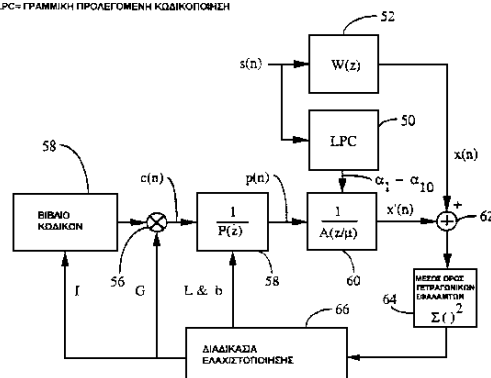 LPC= ΓΡΑΜΜΙΚΗ ΠΡΟΛΕΓΟΜΕΝΗ ΚΩΔΙΚΟΠΟΙΗΣΗ
52
s(n)
W(z)
50
LPC
x(n)
58
c(n)
p(n)
α1 – α10
+
ΒΙΒΛΙΟ
ΚΩΔΙΚΩΝ
56
1
P(z)
58
1
A(z/μ)
60
x'(n)
62
I
G
L & b
66
64
ΜΕΣΟΣ ΟΡΟΣ
ΤΕΤΡΑΓΩΝΙΚΩΝ
ΣΦΑΛΜΑΤΩΝ
Σ( )²
ΔΙΑΔΙΚΑΣΙΑ
ΕΛΑΧΙΣΤΟΠΟΙΗΣΗΣ